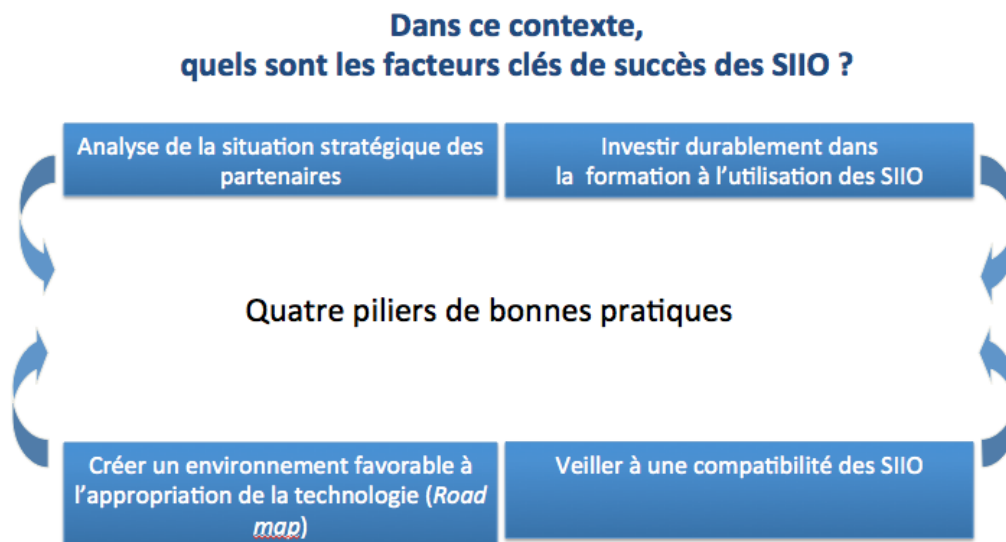 Dans ce contexte,
quels sont les facteurs clés de succès des SIIO ?
Analyse de la situation stratégique des
partenaires
Investir durablement dans
la formation à l'utilisation des SIIO
Quatre piliers de bonnes pratiques
Créer un environnement favorable à
l'appropriation de la technologie (Road
map)
Veiller à une compatibilité des SIIO